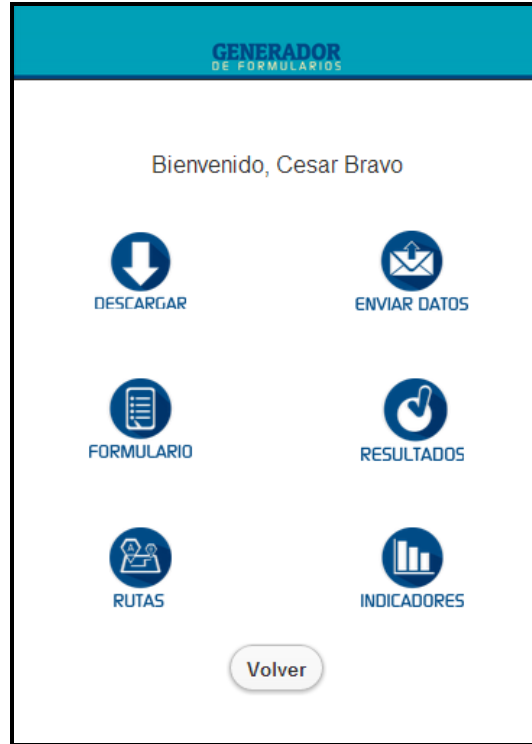 GENERADOR
DE FORMULARIOS
Bienvenido, Cesar Bravo
DESCARGAR
ENVIAR DATOS
FORMULARIO
RESULTADOS
RUTAS
INDICADORES
Volver